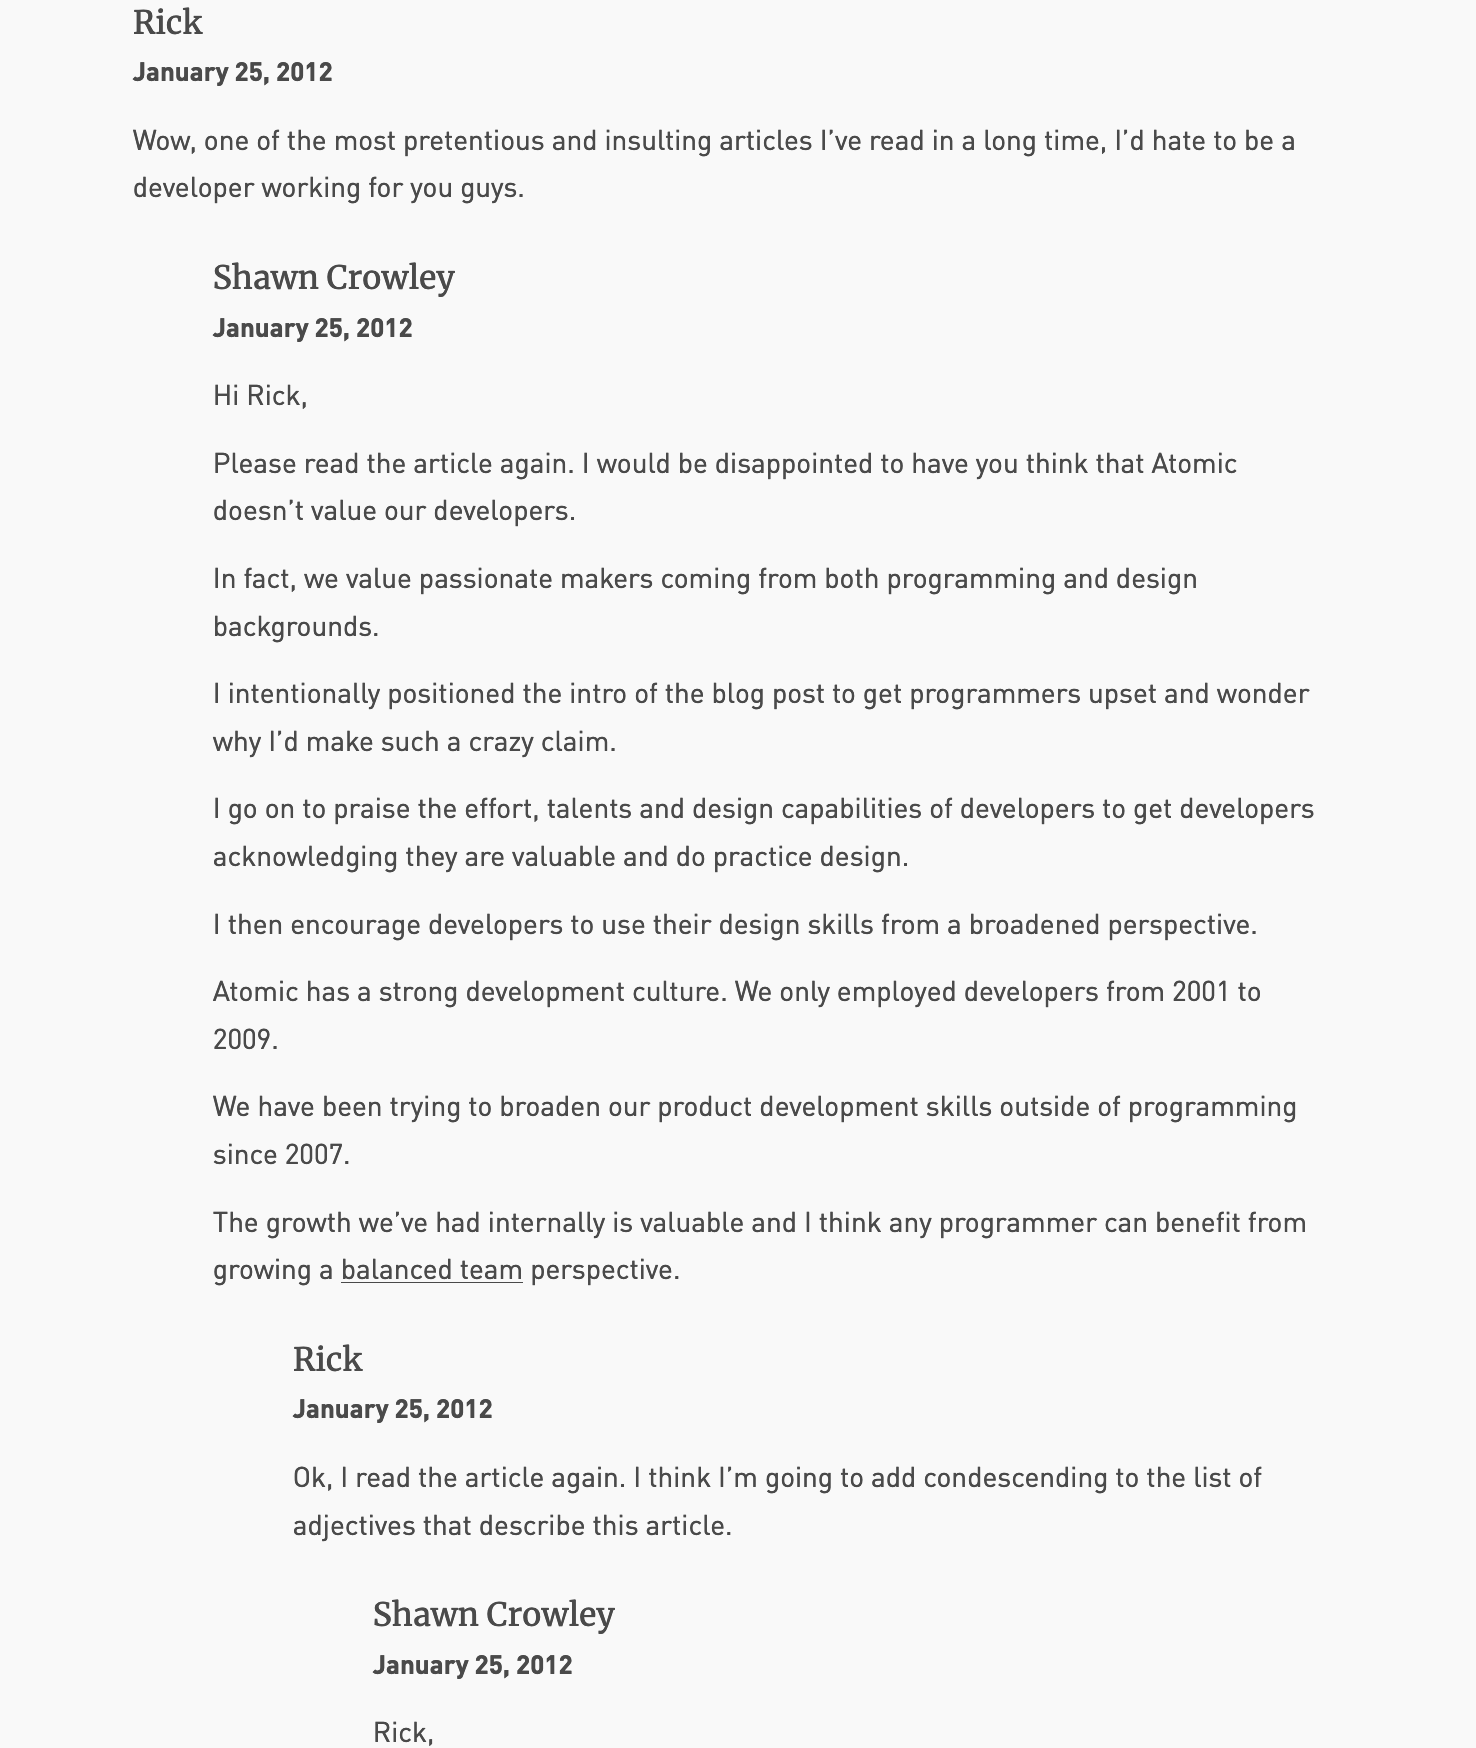 Rick
January 25, 2012
Wow, one of the most pretentious and insulting articles I’ve read in a long time, I’d hate to be a
developer working for you guys.
Shawn Crowley
January 25, 2012
Hi Rick,
Please read the article again. I would be disappointed to have you think that Atomic
doesn’t value our developers.
In fact, we value passionate makers coming from both programming and design
backgrounds.
I intentionally positioned the intro of the blog post to get programmers upset and wonder
why I’d make such a crazy claim.
I go on to praise the effort, talents and design capabilities of developers to get developers
acknowledging they are valuable and do practice design.
I then encourage developers to use their design skills from a broadened perspective.
Atomic has a strong development culture. We only employed developers from 2001 to
2009.
We have been trying to broaden our product development skills outside of programming
since 2007.
The growth we’ve had internally is valuable and I think any programmer can benefit from
growing a balanced team perspective.
Rick
January 25, 2012
Ok, I read the article again. I think I’m going to add condescending to the list of
adjectives that describe this article.
Shawn Crowley
January 25, 2012
Rick,